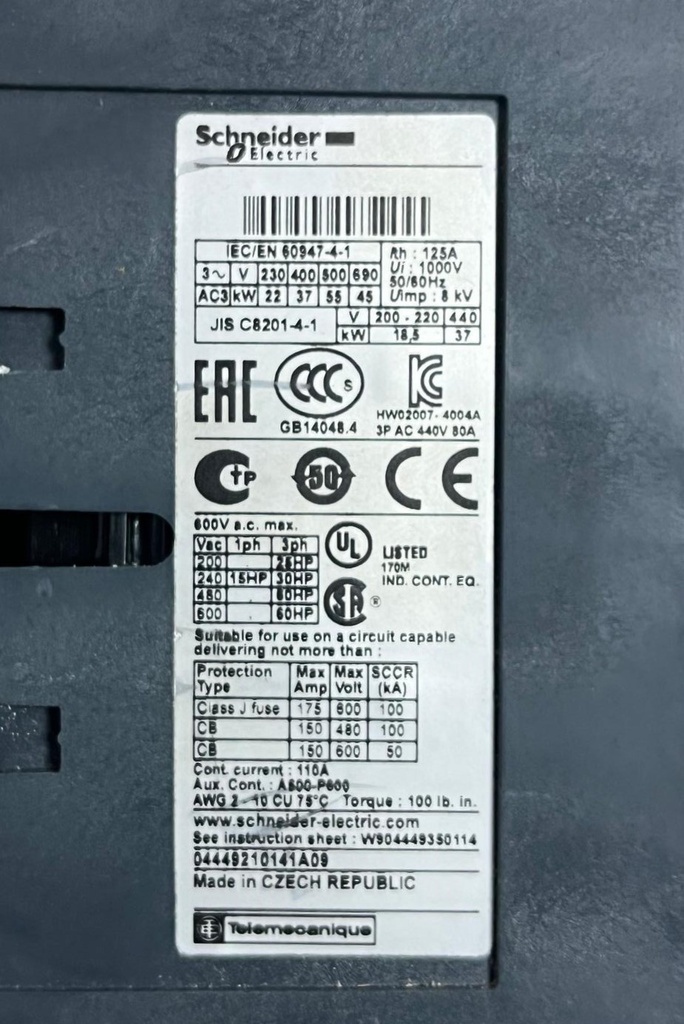 Schneider
Electric
IEC/EN 60947-4-1
3~ V 230 400 500 690
AC3 kW 22 37 55 45
Rh : 125A
Ui : 1000V
50/60Hz
Uimp : 8 kV
JIS C8201-4-1
V 200 - 220 440
kW 18,5 37
EAC
CCC S
GB14048.4
KC
HW02007- 4004A
3P AC 440V 80A
C tP
50
CE
600V a.c. max.
Vac 1ph 3ph
200 25HP
240 15HP 30HP
480 60HP
600 60HP
UL
LISTED
170M
IND. CONT. EQ.
SA ®
Suitable for use on a circuit capable
delivering not more than :
Protection Type Max Amp Max Volt SCCR (kA)
Class J fuse 175 600 100
CB 150 480 100
CB 150 600 50
Cont. current : 110A
Aux. Cont. : A600-P600
AWG 2 - 10 CU 75°C Torque : 100 lb. in.
www.schneider-electric.com
See instruction sheet : W904449350114
04449210141A09
Made in CZECH REPUBLIC
Telemecanique